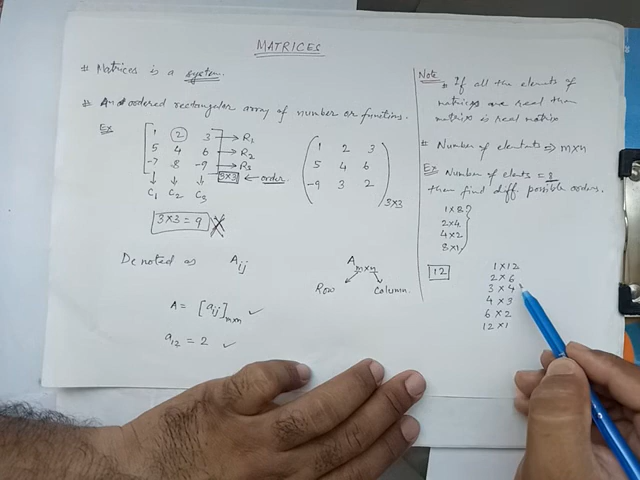 MATRICES
# Matrices is a system.
# An ordered rectangular array of number or functions.
Ex
1 2 3 → R1
5 4 6 → R2
-7 8 -9 → R3
3×3 ← order.
↓ ↓ ↓
C1 C2 C3
3×3 = 9
1 2 3
5 4 6
-9 3 2
3×3
Denoted as Aij
A = [aij]m×n ✓
a12 = 2 ✓
Am×n
Row Column.
Note
# If all the elements of
matrices are real then
matrix is real matrix
# Number of elements ⇒ m×n
Ex Number of elents = 8
then find diff possible orders.
1×8
2×4
4×2
8×1
12
1×12
2×6
3×4
4×3
6×2
12×1